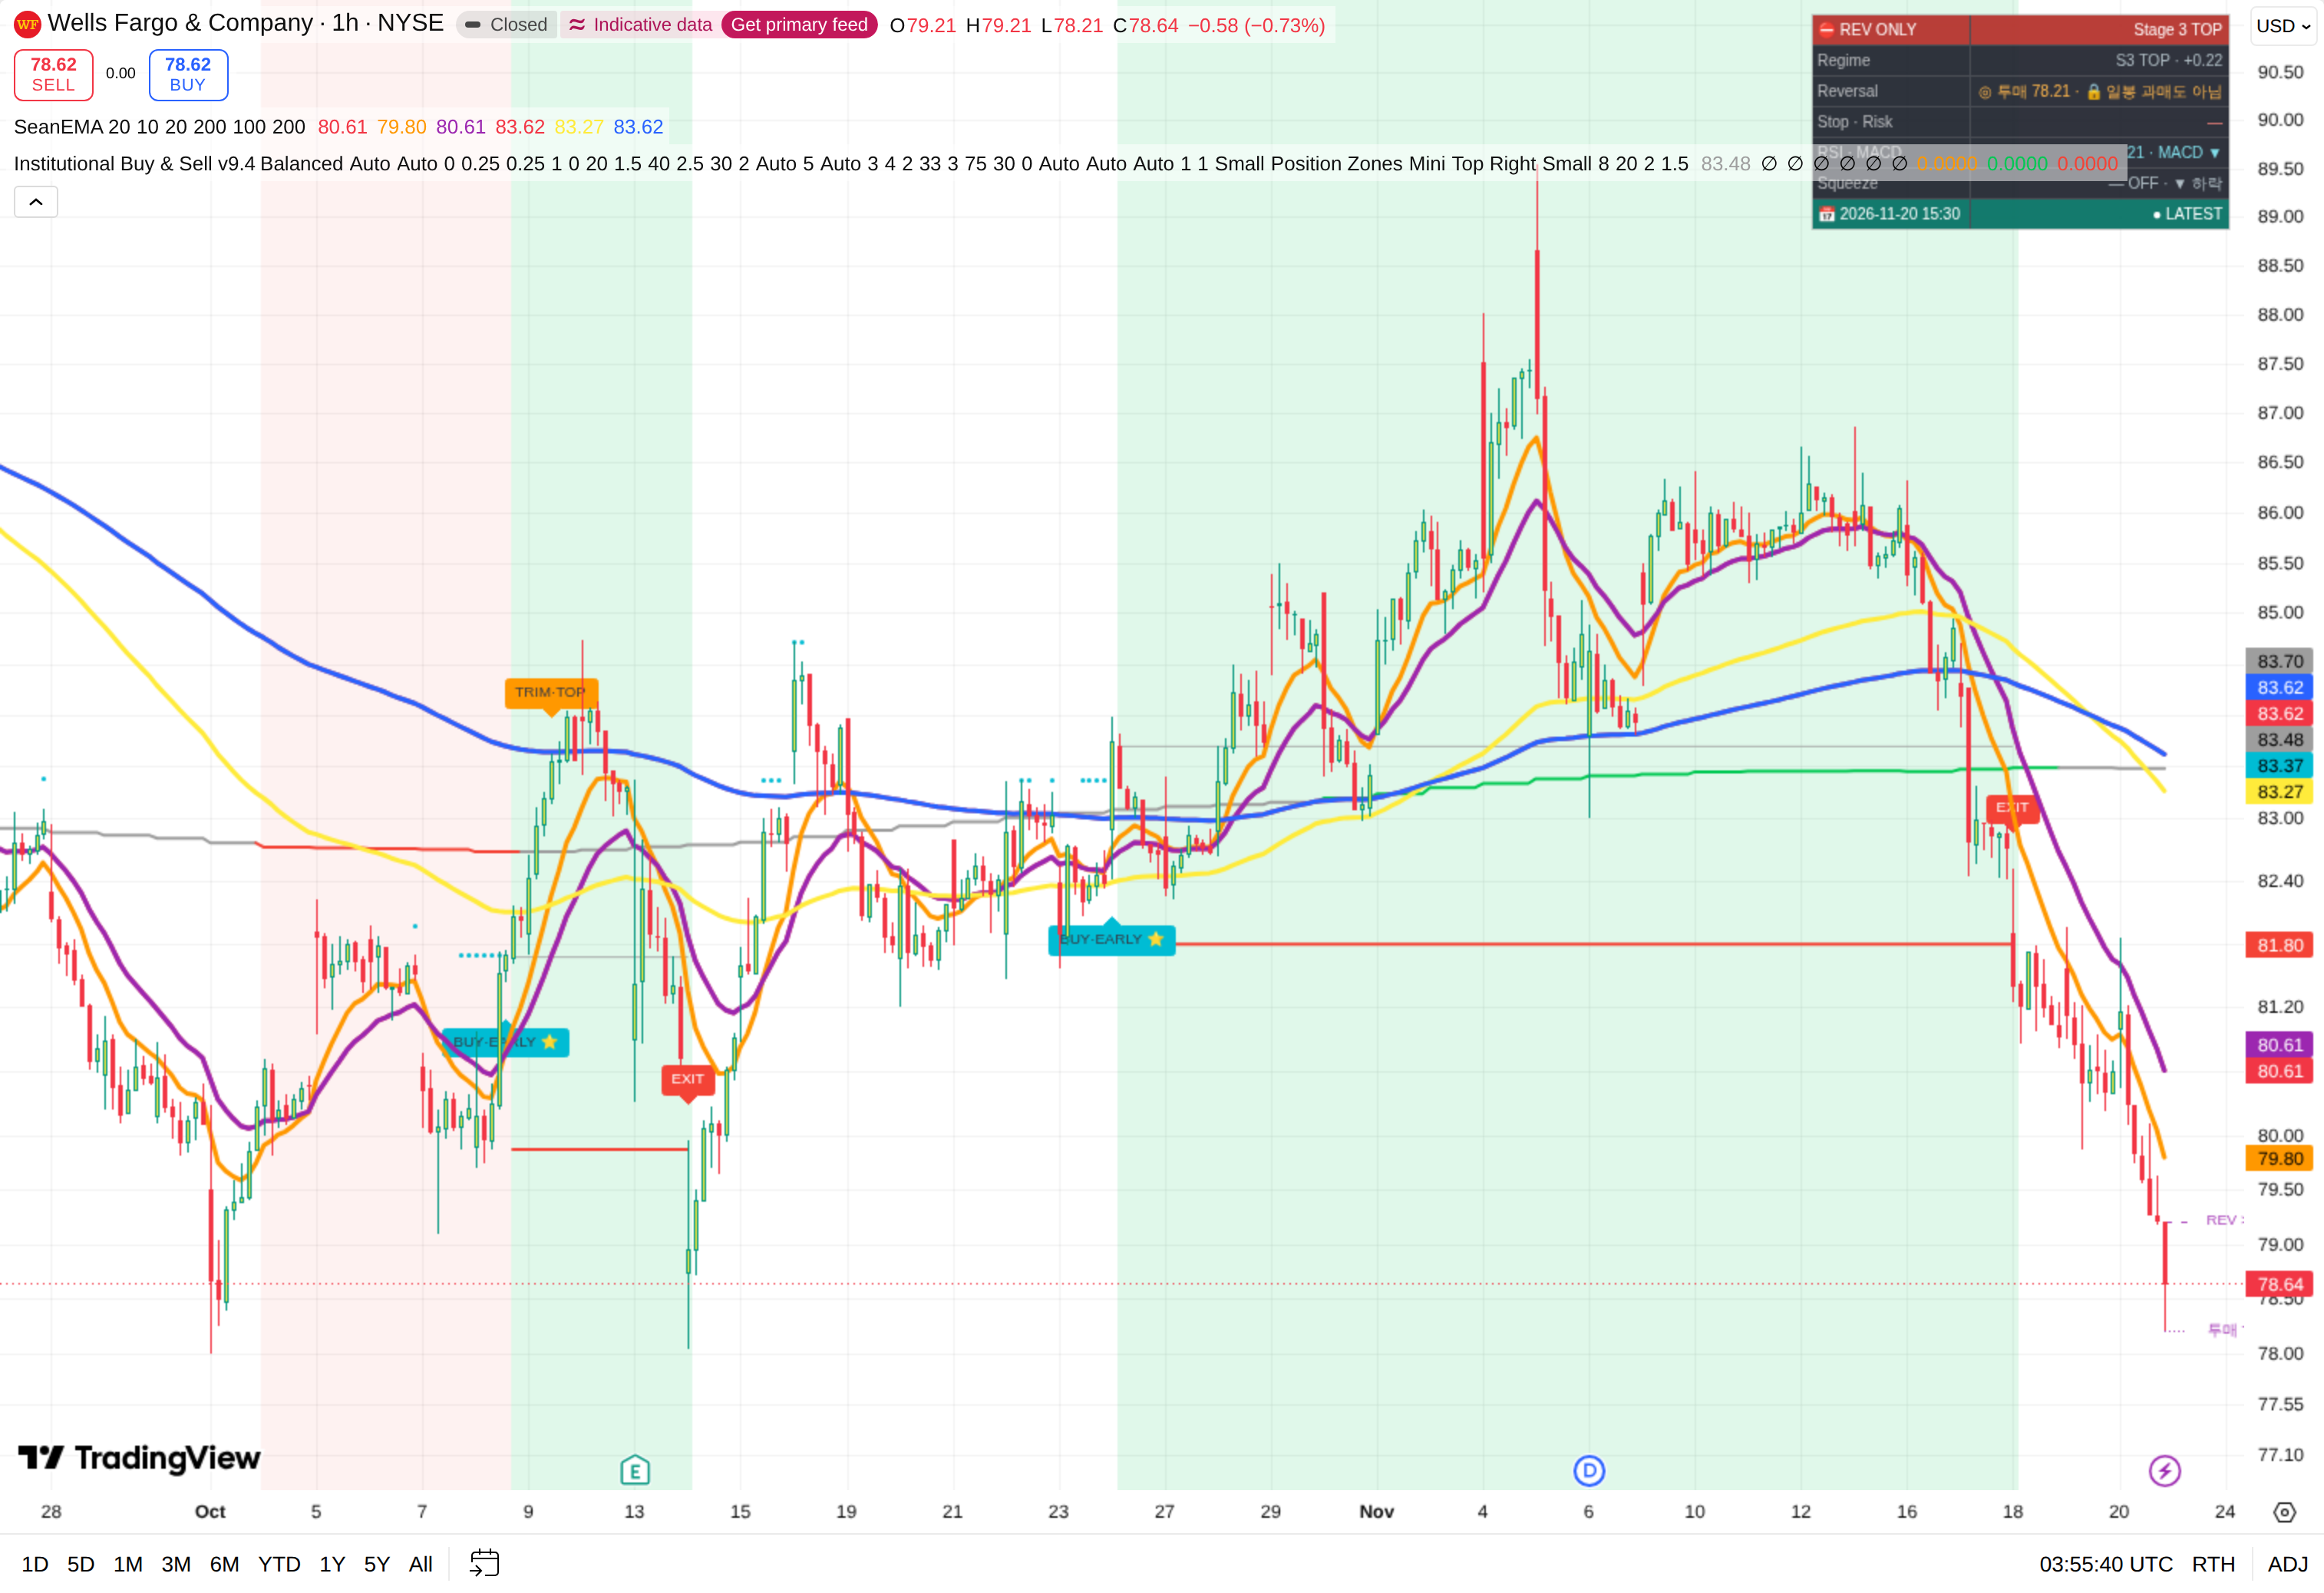 Wells Fargo & Company · 1h · NYSE Closed Indicative data Get primary feed O79.21 H79.21 L78.21 C78.64 −0.58 (−0.73%)
78.62 SELL 0.00 78.62 BUY
SeanEMA 20 10 20 200 100 200 80.61 79.80 80.61 83.62 83.27 83.62
Institutional Buy & Sell v9.4 Balanced Auto Auto 0 0.25 0.25 1 0 20 1.5 40 2.5 30 2 Auto 5 Auto 3 4 2 33 3 75 30 0 Auto Auto Auto 1 1 Small Position Zones Mini Top Right Small 8 20 2 1.5 83.48 ∅ ∅ ∅ ∅ ∅ ∅ 0.0000 0.0000 0.0000
⛔ REV ONLY Stage 3 TOP
Regime S3 TOP · +0.22
Reversal ◎ 투매 78.21 · 🔒 일봉 과매도 아님
Stop · Risk —
RSI · MACD 21 · MACD ▼
Squeeze — OFF · ▼ 하락
📅 2026-11-20 15:30 ● LATEST
USD
90.50
90.00
89.50
89.00
88.50
88.00
87.50
87.00
86.50
86.00
85.50
85.00
83.70
83.62
83.62
83.48
83.37
83.27
83.00
82.40
81.80
81.20
80.61
80.61
80.00
79.80
79.50
79.00
78.64
78.50
78.00
77.55
77.10
TRIM·TOP
BUY·EARLY ⭐
EXIT
BUY·EARLY ⭐
EXIT
REV
투매
TradingView
E
D
28 Oct 5 7 9 13 15 19 21 23 27 29 Nov 4 6 10 12 16 18 20 24
1D 5D 1M 3M 6M YTD 1Y 5Y All 03:55:40 UTC RTH ADJ